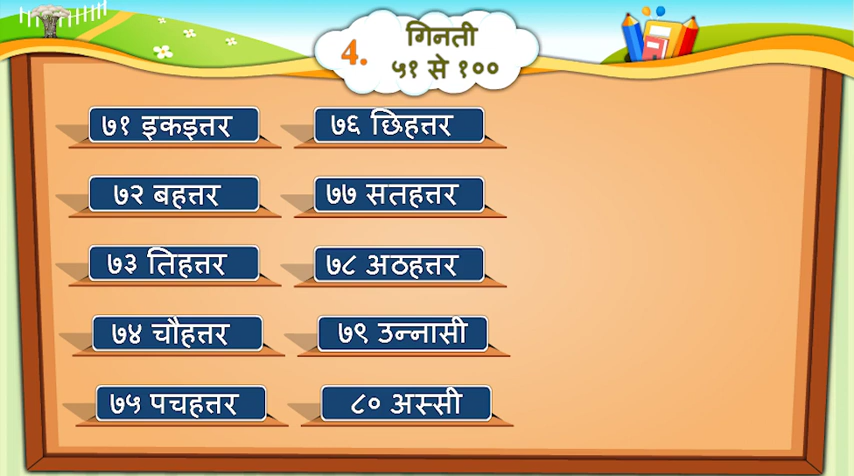 4.
गिनती
५१ से १००
७१ इकहत्तर
७२ बहत्तर
७३ तिहत्तर
७४ चौहत्तर
७५ पचहत्तर
७६ छिहत्तर
७७ सतहत्तर
७८ अठहत्तर
७९ उन्नासी
८० अस्सी